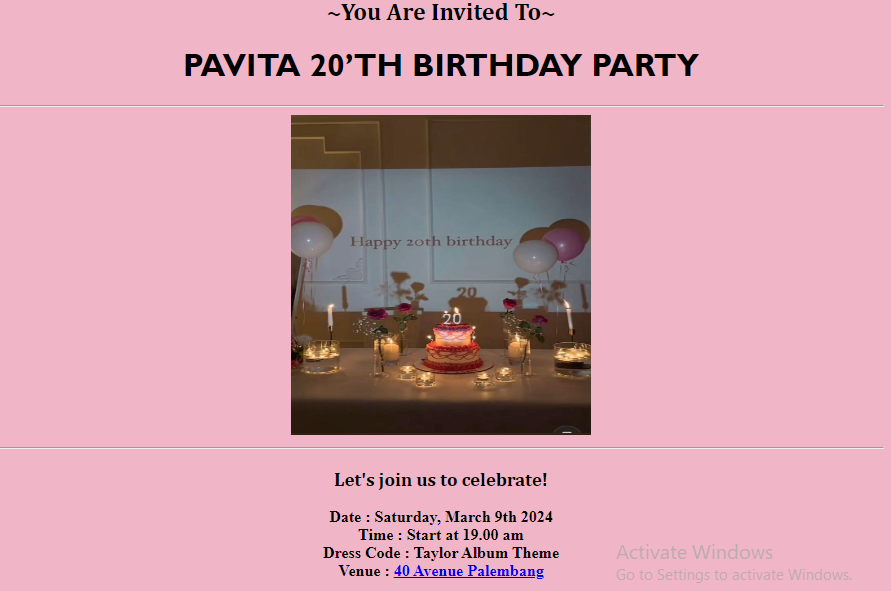 ~You Are Invited To~
PAVITA 20’TH BIRTHDAY PARTY
Happy 20th birthday
20
20
Let's join us to celebrate!
Date : Saturday, March 9th 2024
Time : Start at 19.00 am
Dress Code : Taylor Album Theme
Venue : 40 Avenue Palembang
Activate Windows
Go to Settings to activate Windows.